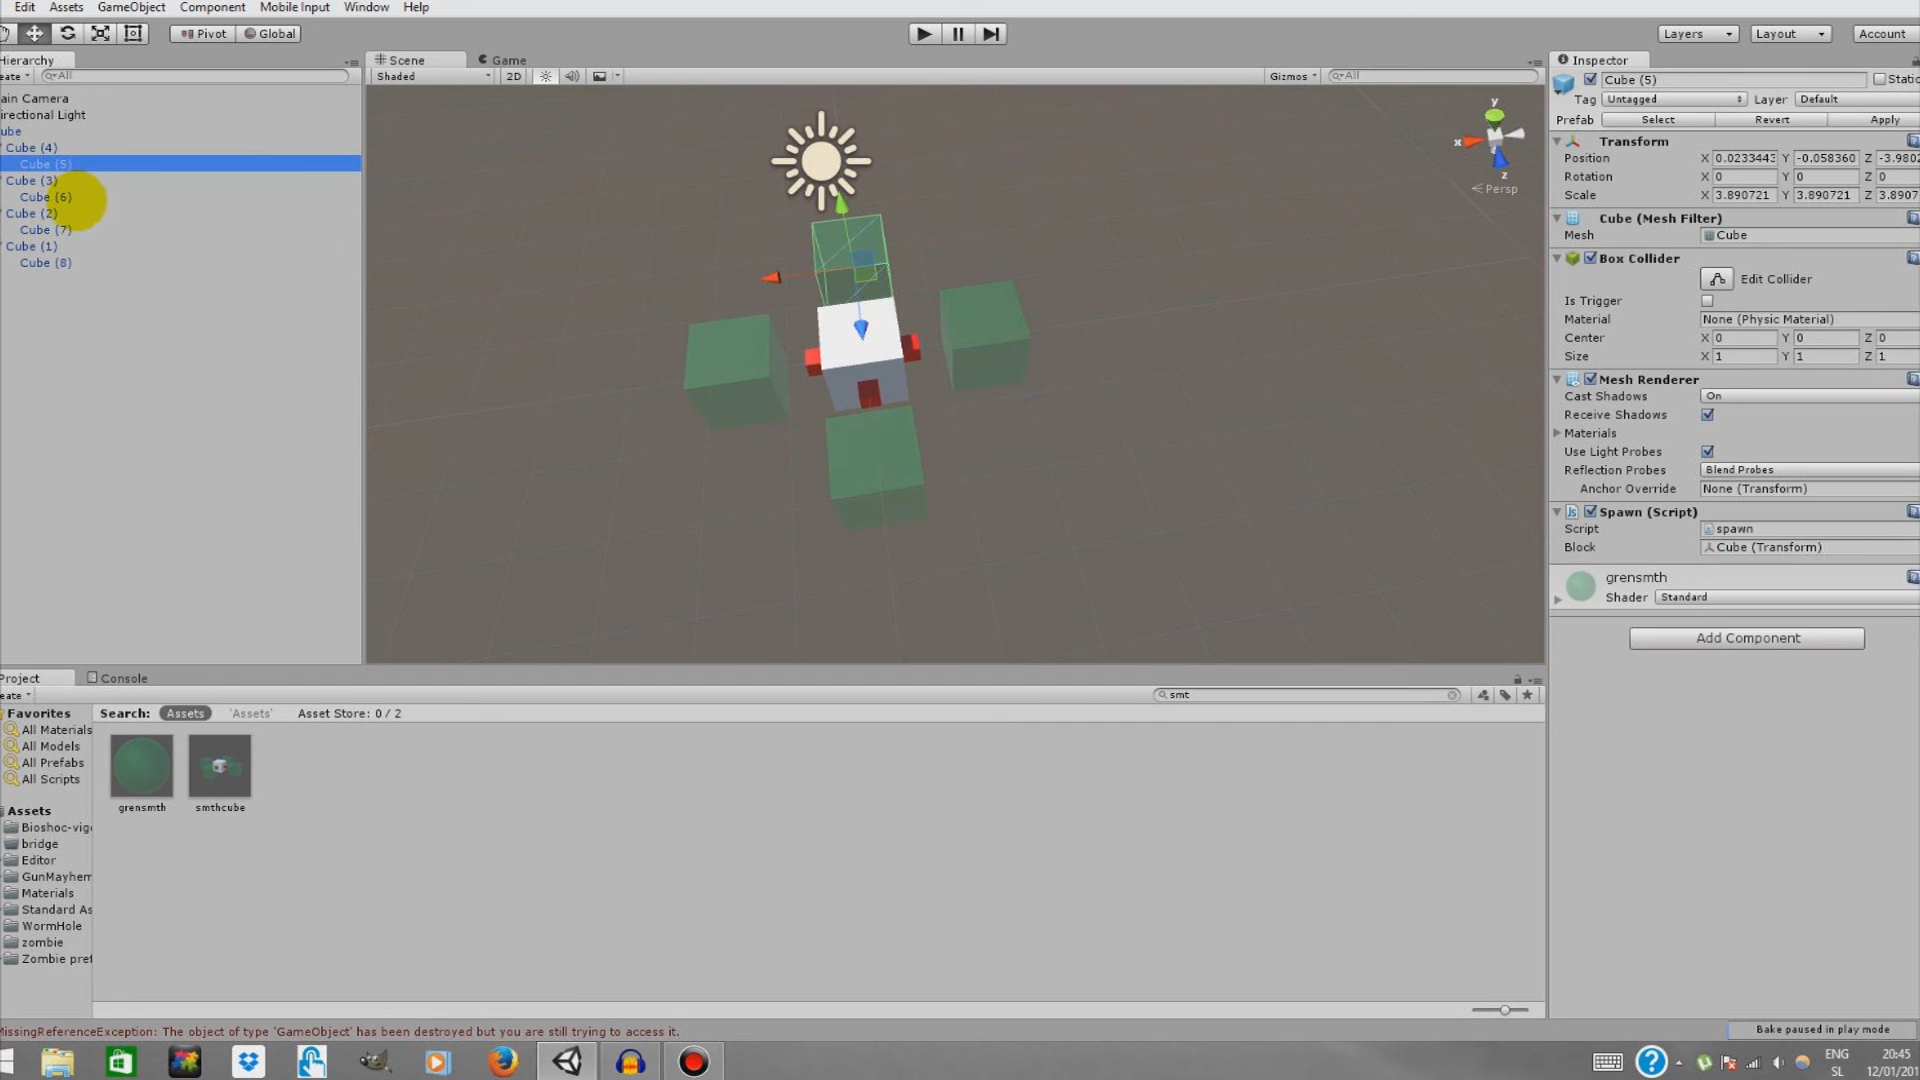 Edit Assets GameObject Component Mobile Input Window Help
Pivot Global Layers Layout Account
Hierarchy
eate All
ain Camera
irectional Light
ube
Cube (4)
Cube (5)
Cube (3)
Cube (6)
Cube (2)
Cube (7)
Cube (1)
Cube (8)
Scene Game
Shaded 2D Gizmos All
y
x
z
Persp
Inspector
Cube (5) Static
Tag Untagged Layer Default
Prefab Select Revert Apply
Transform
Position X 0.0233443 Y -0.058360 Z -3.9802
Rotation X 0 Y 0 Z 0
Scale X 3.890721 Y 3.890721 Z 3.8907
Cube (Mesh Filter)
Mesh Cube
Box Collider
Edit Collider
Is Trigger
Material None (Physic Material)
Center X 0 Y 0 Z 0
Size X 1 Y 1 Z 1
Mesh Renderer
Cast Shadows On
Receive Shadows
Materials
Use Light Probes
Reflection Probes Blend Probes
Anchor Override None (Transform)
Spawn (Script)
Script spawn
Block Cube (Transform)
grensmth
Shader Standard
Add Component
Project Console
eate smt
Favorites
All Materials
All Models
All Prefabs
All Scripts
Assets
Bioshoc-vig
bridge
Editor
GunMayhem
Materials
Standard As
WormHole
zombie
Zombie pref
Search: Assets 'Assets' Asset Store: 0 / 2
grensmth smthcube
MissingReferenceException: The object of type 'GameObject' has been destroyed but you are still trying to access it.
Bake paused in play mode
ENG
SL
20:45
12/01/201